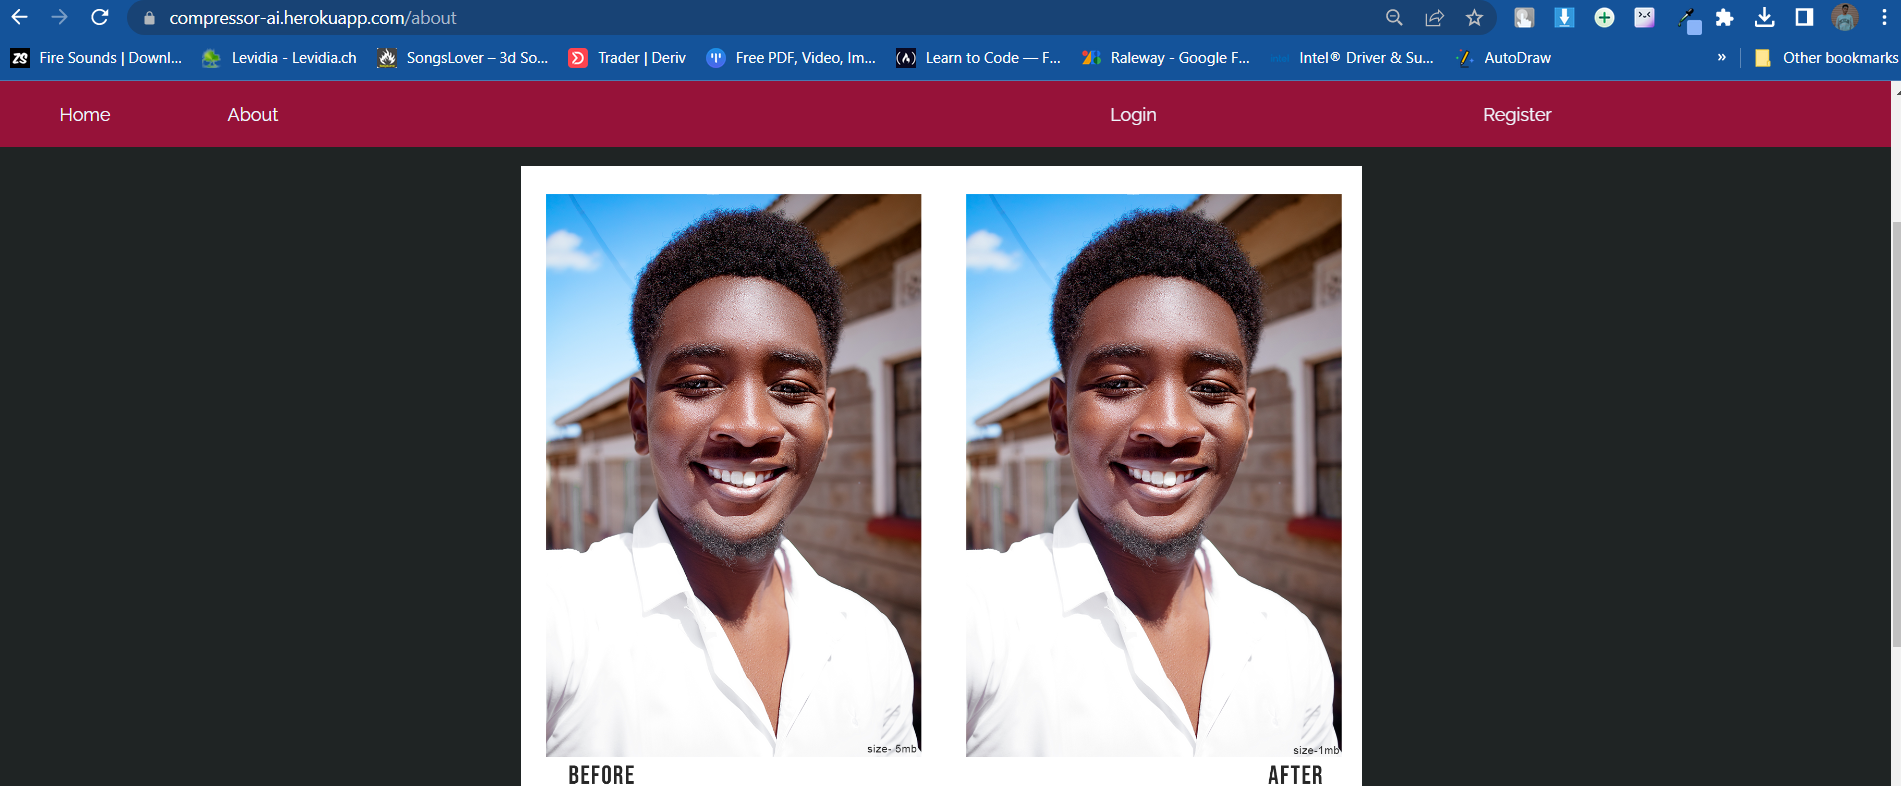 compressor-ai.herokuapp.com/about
Fire Sounds | Downl... Levidia - Levidia.ch SongsLover – 3d So... Trader | Deriv Free PDF, Video, Im... Learn to Code — F... Raleway - Google F... Intel® Driver & Su... AutoDraw » Other bookmarks
Home About Login Register
size- 5mb size-1mb
BEFORE AFTER